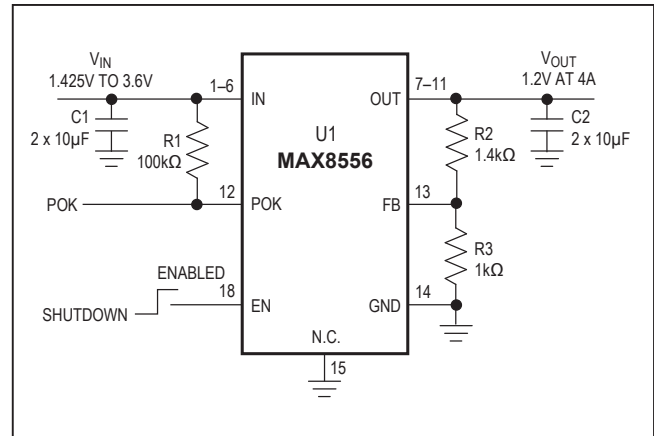 VIN
1.425V TO 3.6V
C1
2 x 10µF
R1
100kΩ
1–6
IN
7–11
OUT
VOUT
1.2V AT 4A
C2
2 x 10µF
U1
MAX8556
R2
1.4kΩ
POK
12
POK
13
FB
R3
1kΩ
ENABLED
SHUTDOWN
18
EN
14
GND
N.C.
15